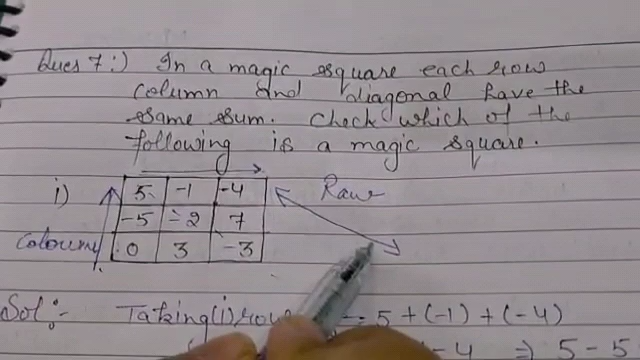 Ques 7:) In a magic square each row
column and diagonal have the
same sum. Check which of the
following is a magic square.
i) 5 -1 -4 Raw
-5 -2 7
coloumn 0 3 -3
Sol:- Taking (i) row = 5 + (-1) + (-4)
-4 ⇒ 5 - 5